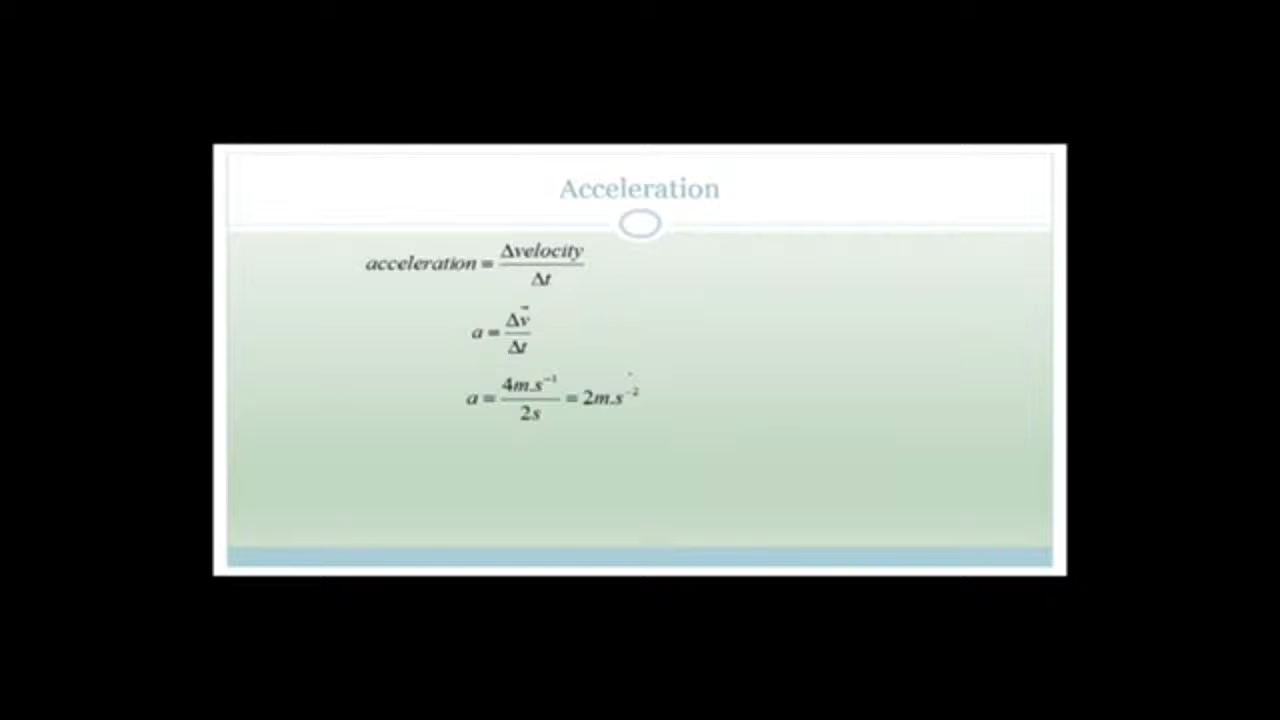 Acceleration
acceleration = Δvelocity / Δt
a = Δv⃗ / Δt
a = 4m.s⁻¹ / 2s = 2m.s⁻²